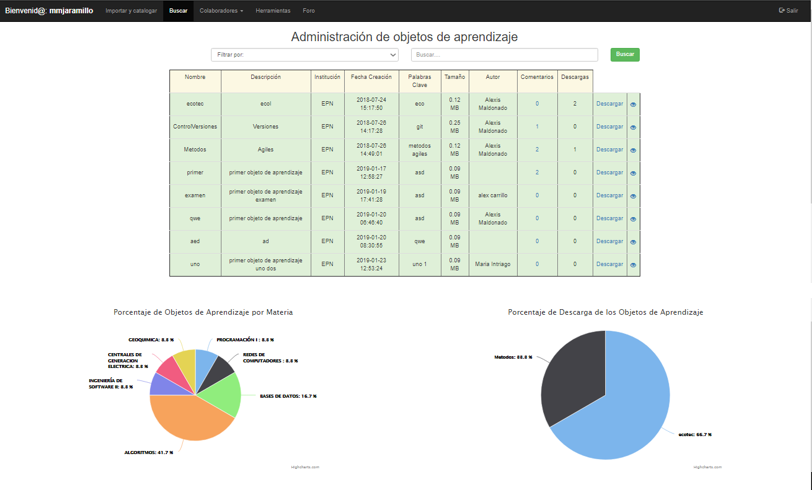 Bienvenid@: mmjaramillo Importar y catalogar Buscar Colaboradores Herramientas Foro Salir
Administración de objetos de aprendizaje
Filtrar por: Buscar... Buscar
Nombre Descripción Institución Fecha Creación Palabras Clave Tamaño Autor Comentarios Descargas
ecotec ecol EPN 2018-07-24 15:17:50 eco 0.12 MB Alexis Maldonado 0 2 Descargar
ControlVersiones Versiones EPN 2018-07-26 14:17:28 git 0.25 MB Alexis Maldonado 1 0 Descargar
Metodos Agiles EPN 2018-07-26 14:49:01 metodos agiles 0.12 MB Alexis Maldonado 2 1 Descargar
primer primer objeto de aprendizaje EPN 2019-01-17 12:58:27 asd 0.09 MB 2 0 Descargar
examen primer objeto de aprendizaje examen EPN 2019-01-19 17:41:28 asd 0.09 MB alex carrillo 0 0 Descargar
qwe primer objeto de aprendizaje EPN 2019-01-20 06:46:40 asd 0.09 MB Alexis Maldonado 0 0 Descargar
asd ad EPN 2019-01-20 08:30:55 qwe 0.09 MB 0 0 Descargar
uno primer objeto de aprendizaje uno dos EPN 2019-01-23 12:53:24 uno 1 0.09 MB Maria Intriago 0 0 Descargar
Porcentaje de Objetos de Aprendizaje por Materia
GEOQUIMICA: 8.8 %
PROGRAMACIÓN I : 8.8 %
CENTRALES DE
GENERACION
ELECTRICA: 8.8 %
REDES DE
COMPUTADORES : 8.8 %
INGENIERÍA DE
SOFTWARE II: 8.8 %
BASES DE DATOS: 16.7 %
ALGORITMOS: 41.7 %
highcharts.com
Porcentaje de Descarga de los Objetos de Aprendizaje
Metodos: 88.8 %
ecotec: 66.7 %
highcharts.com